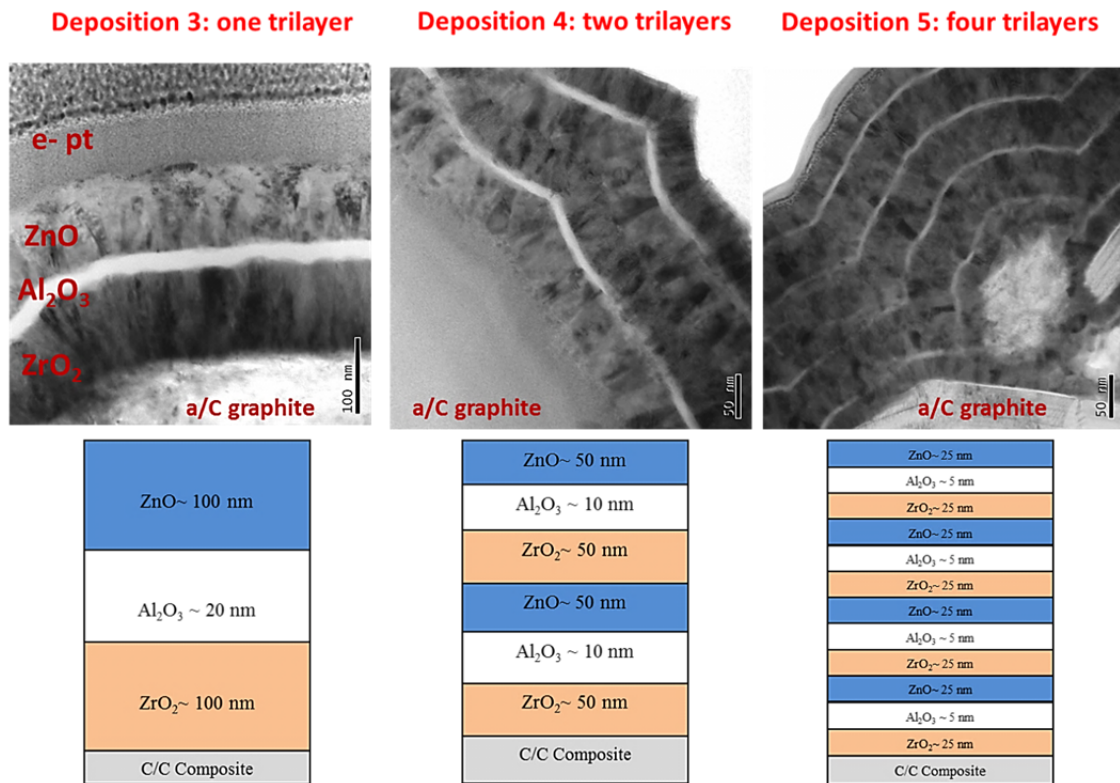 Deposition 3: one trilayer
Deposition 4: two trilayers
Deposition 5: four trilayers
e- pt
ZnO
Al₂O₃
ZrO₂
a/C graphite
100 nm
a/C graphite
50 nm
a/C graphite
50 nm
ZnO~ 100 nm
Al₂O₃ ~ 20 nm
ZrO₂~ 100 nm
C/C Composite
ZnO~ 50 nm
Al₂O₃ ~ 10 nm
ZrO₂~ 50 nm
ZnO~ 50 nm
Al₂O₃ ~ 10 nm
ZrO₂~ 50 nm
C/C Composite
ZnO~ 25 nm
Al₂O₃ ~ 5 nm
ZrO₂~ 25 nm
ZnO~ 25 nm
Al₂O₃ ~ 5 nm
ZrO₂~ 25 nm
ZnO~ 25 nm
Al₂O₃ ~ 5 nm
ZrO₂~ 25 nm
ZnO~ 25 nm
Al₂O₃ ~ 5 nm
ZrO₂~ 25 nm
C/C Composite